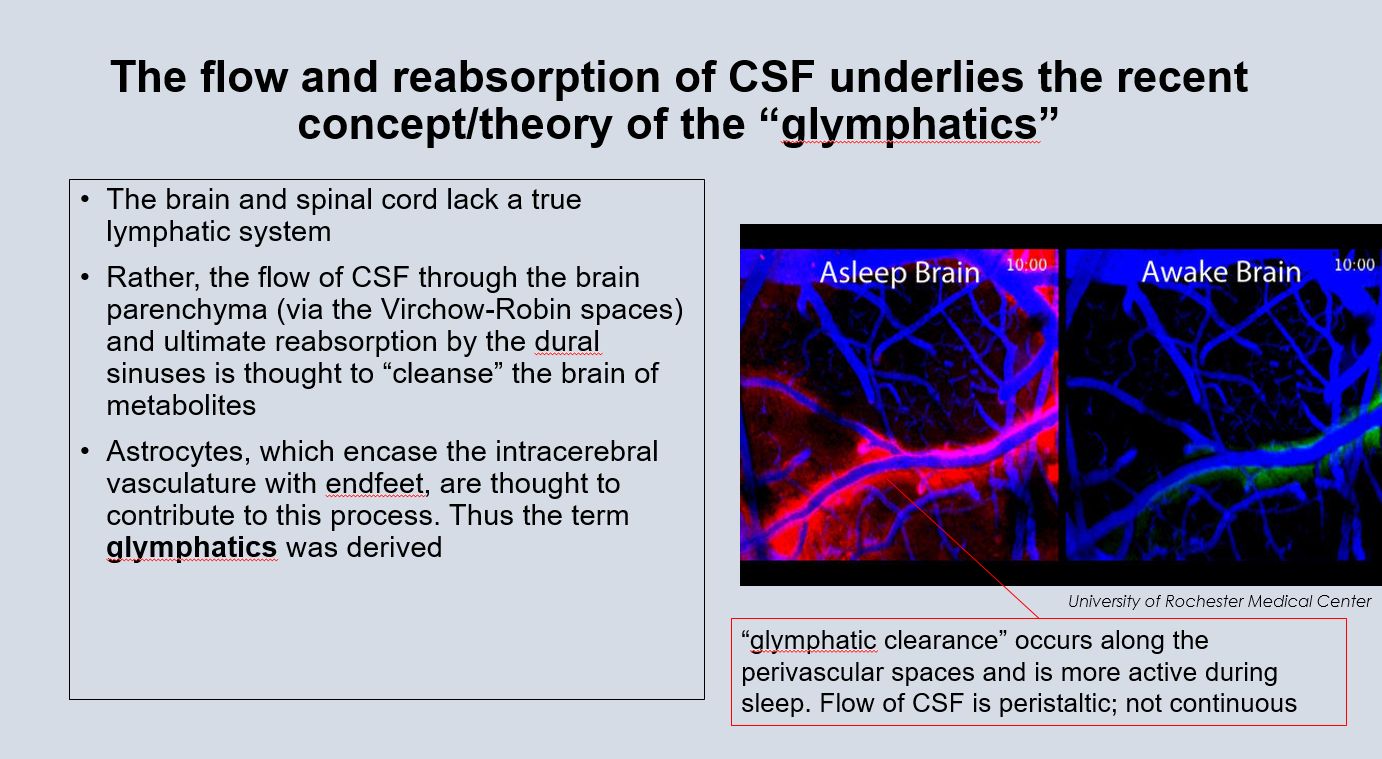 The flow and reabsorption of CSF underlies the recent
concept/theory of the “glymphatics”
• The brain and spinal cord lack a true
lymphatic system
• Rather, the flow of CSF through the brain
parenchyma (via the Virchow-Robin spaces)
and ultimate reabsorption by the dural
sinuses is thought to “cleanse” the brain of
metabolites
• Astrocytes, which encase the intracerebral
vasculature with endfeet, are thought to
contribute to this process. Thus the term
glymphatics was derived
Asleep Brain 10:00
Awake Brain 10:00
University of Rochester Medical Center
“glymphatic clearance” occurs along the
perivascular spaces and is more active during
sleep. Flow of CSF is peristaltic; not continuous